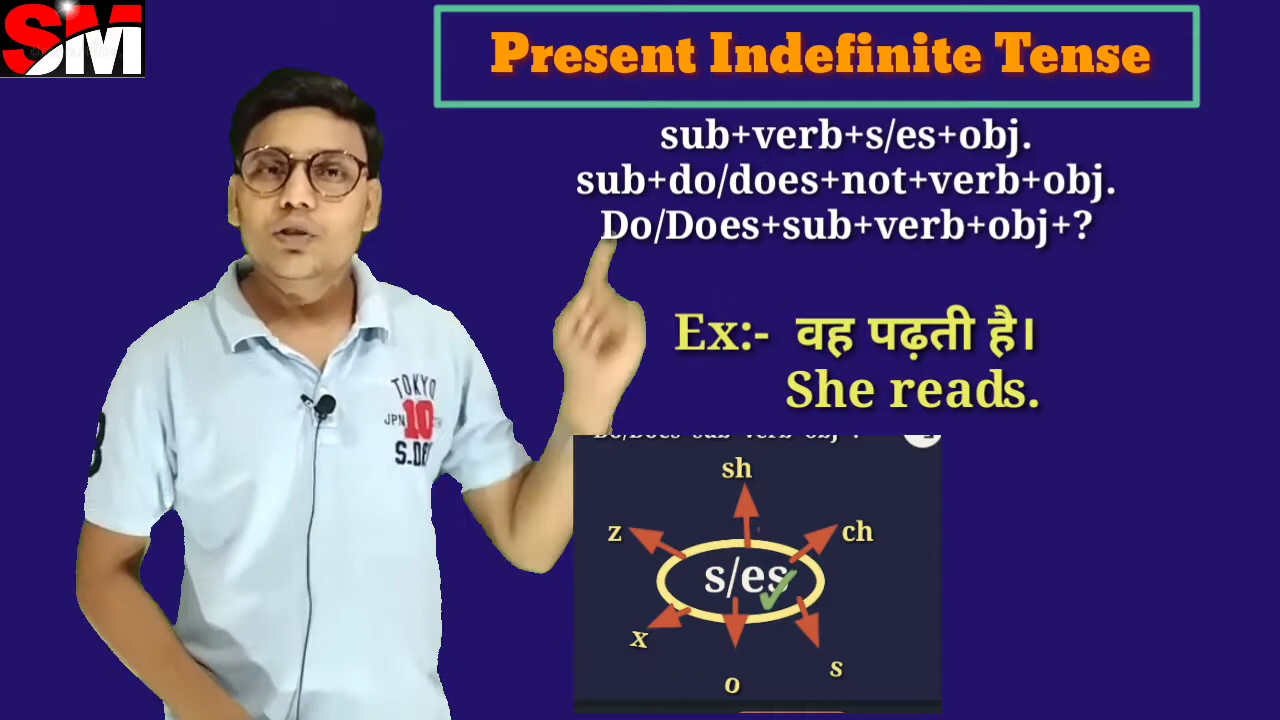 SM
Present Indefinite Tense
sub+verb+s/es+obj.
sub+do/does+not+verb+obj.
Do/Does+sub+verb+obj+?
Ex:- वह पढ़ती है।
She reads.
TOKYO
JPN 10
sh
z
ch
s/es
x
s
o